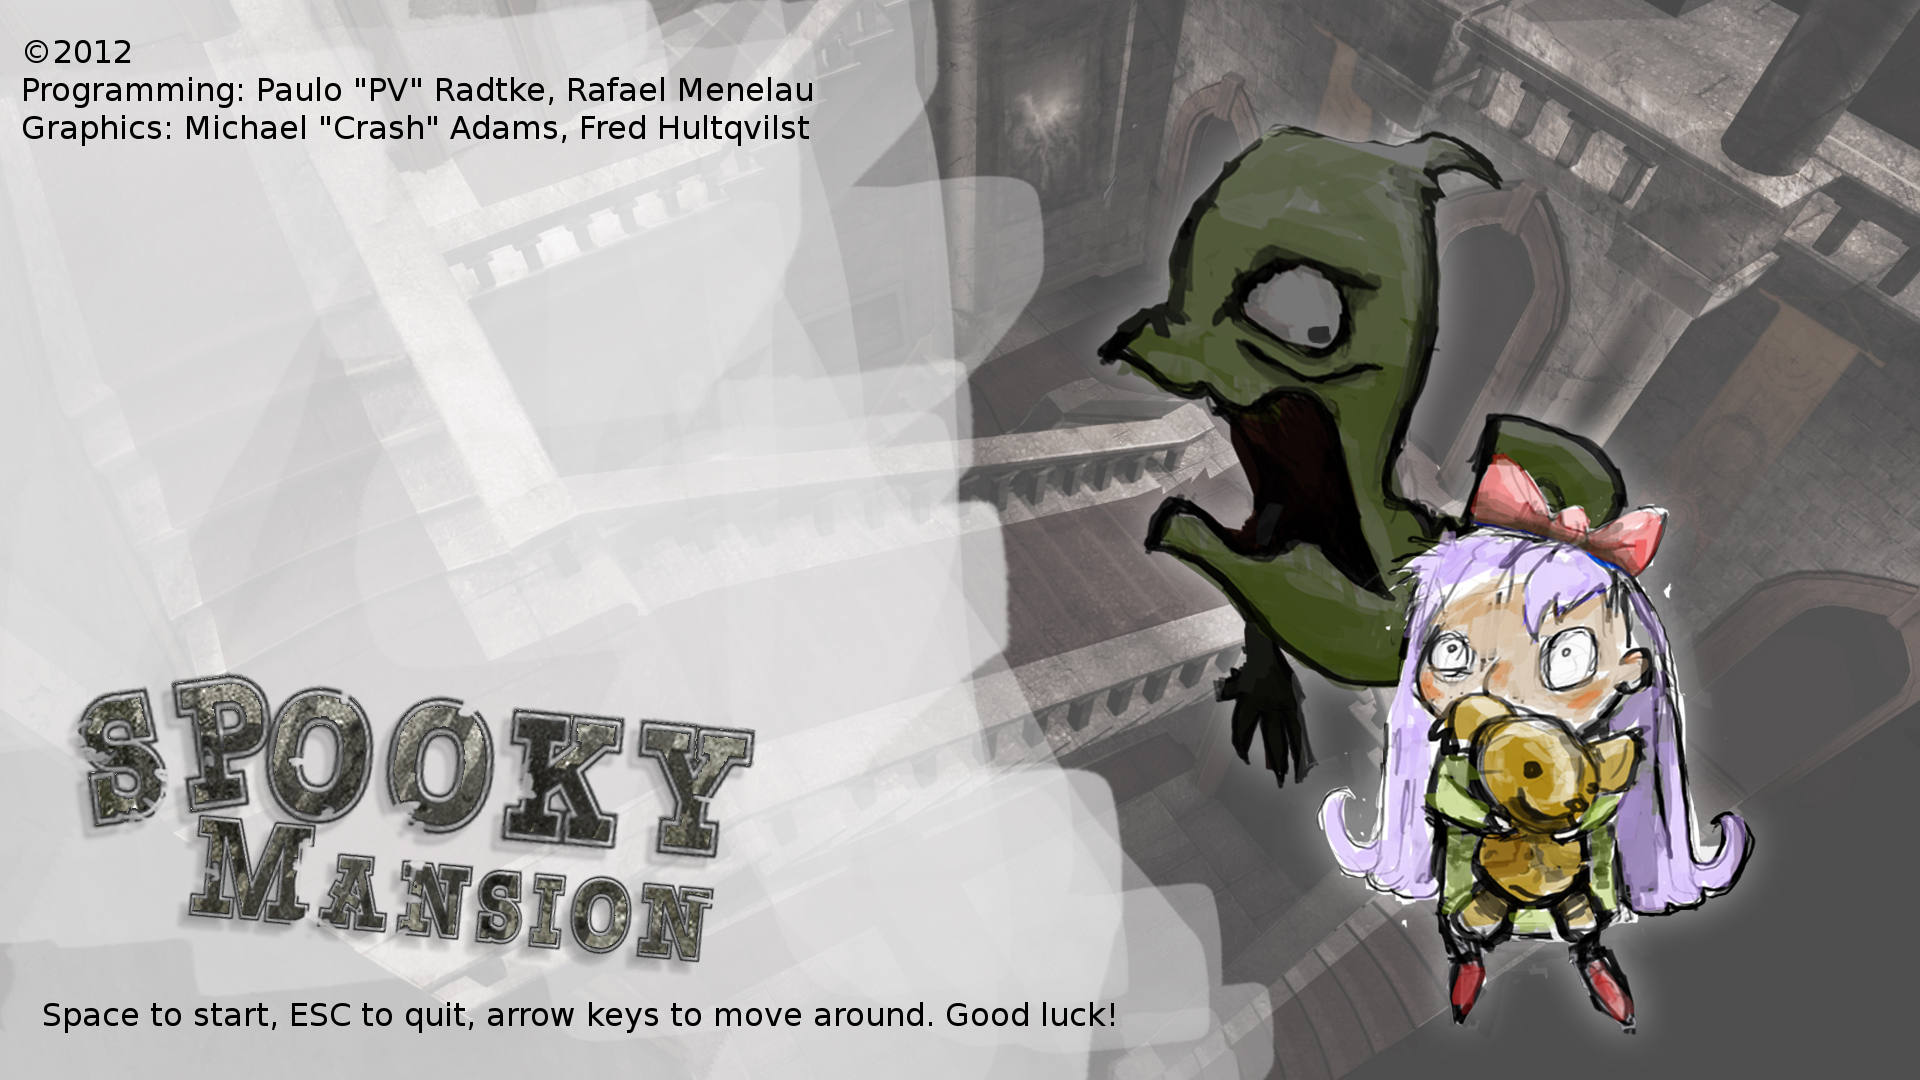 ©2012
Programming: Paulo "PV" Radtke, Rafael Menelau
Graphics: Michael "Crash" Adams, Fred Hultqvilst
SPOOKY
MANSION
Space to start, ESC to quit, arrow keys to move around. Good luck!